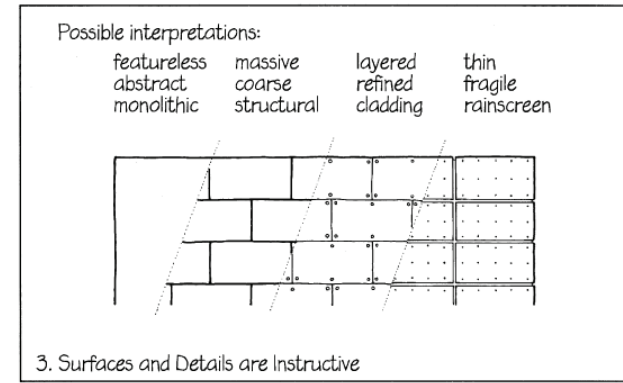 Possible interpretations:
featureless massive layered thin
abstract coarse refined fragile
monolithic structural cladding rainscreen
3. Surfaces and Details are Instructive